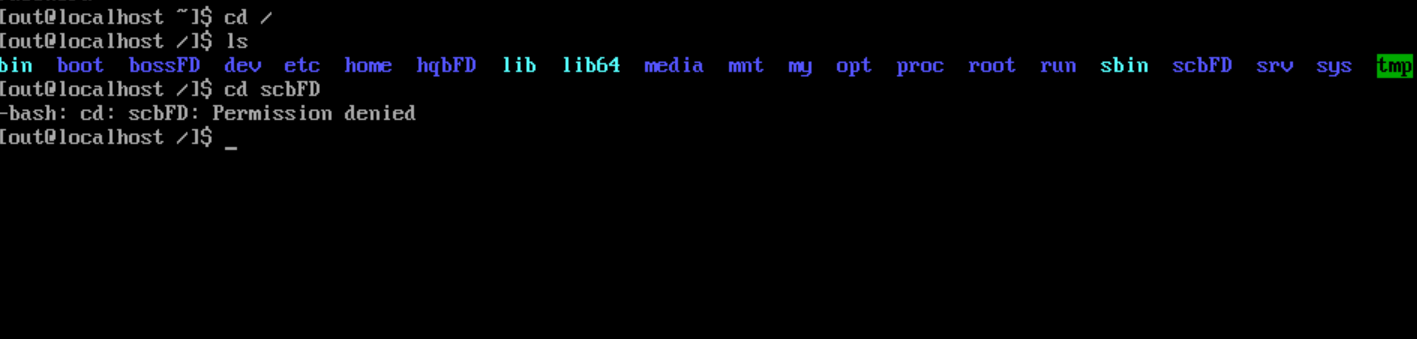 [out@localhost ~]$ cd /
[out@localhost /]$ ls
bin  boot  bossFD  dev  etc  home  hqbFD  lib  lib64  media  mnt  my  opt  proc  root  run  sbin  scbFD  srv  sys  tmp
[out@localhost /]$ cd scbFD
-bash: cd: scbFD: Permission denied
[out@localhost /]$ _